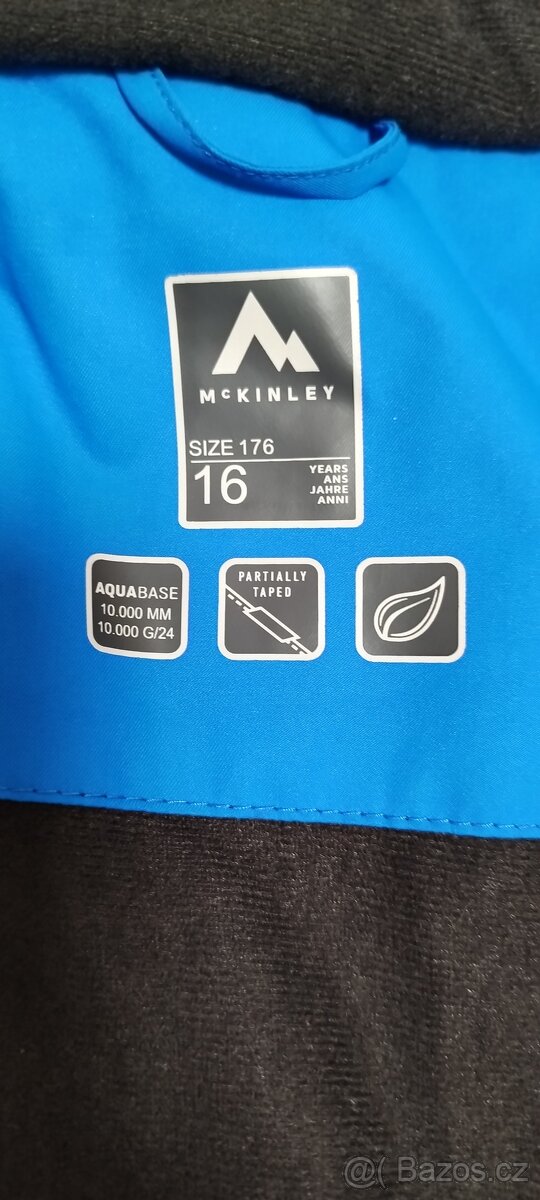 McKINLEY
SIZE 176
16
YEARS
ANS
JAHRE
ANNI
AQUABASE
10.000 MM
10.000 G/24
PARTIALLY
TAPED
Bazos.cz